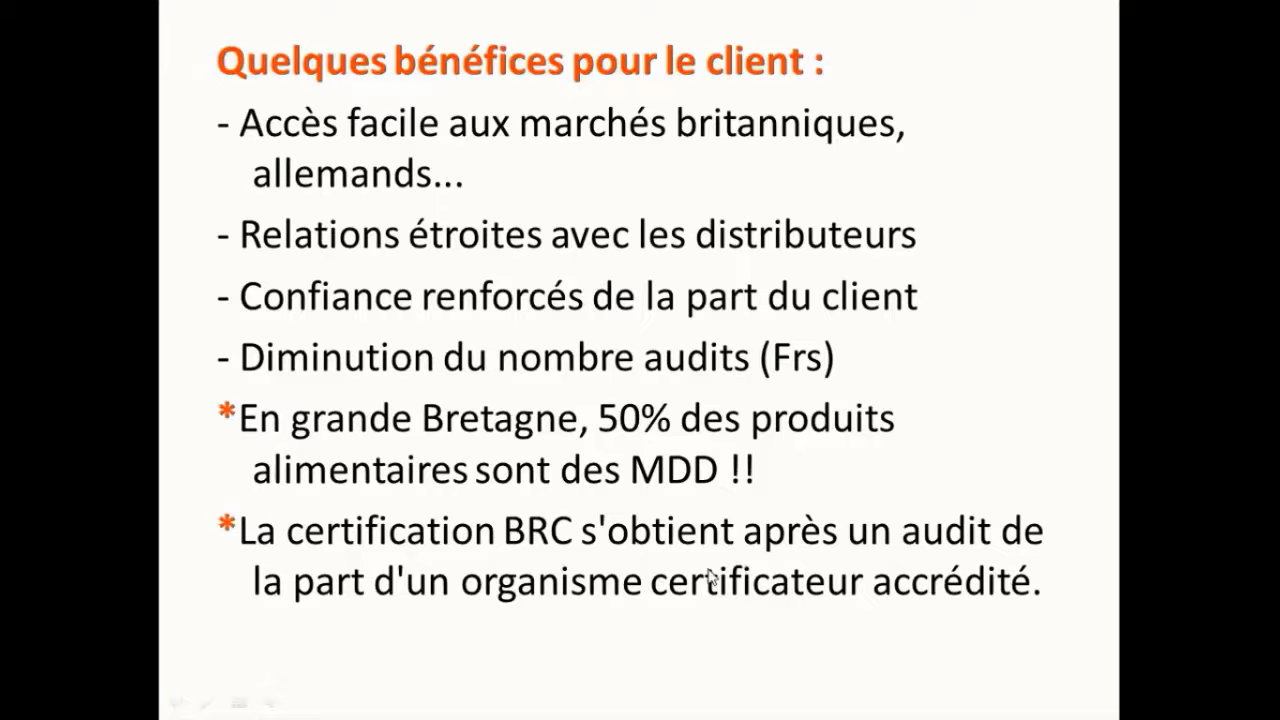 Quelques bénéfices pour le client :
- Accès facile aux marchés britanniques,
allemands...
- Relations étroites avec les distributeurs
- Confiance renforcés de la part du client
- Diminution du nombre audits (Frs)
*En grande Bretagne, 50% des produits
alimentaires sont des MDD !!
*La certification BRC s'obtient après un audit de
la part d'un organisme certificateur accrédité.